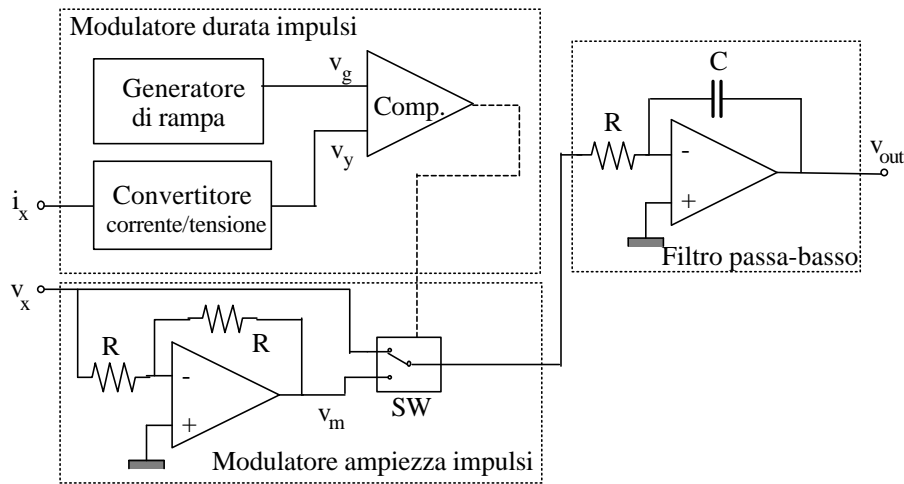 Modulatore durata impulsi
Generatore
di rampa
v_g
Comp.
v_y
Convertitore
corrente/tensione
i_x
C
R
-
+
v_out
Filtro passa-basso
v_x
R
R
-
+
v_m
SW
Modulatore ampiezza impulsi